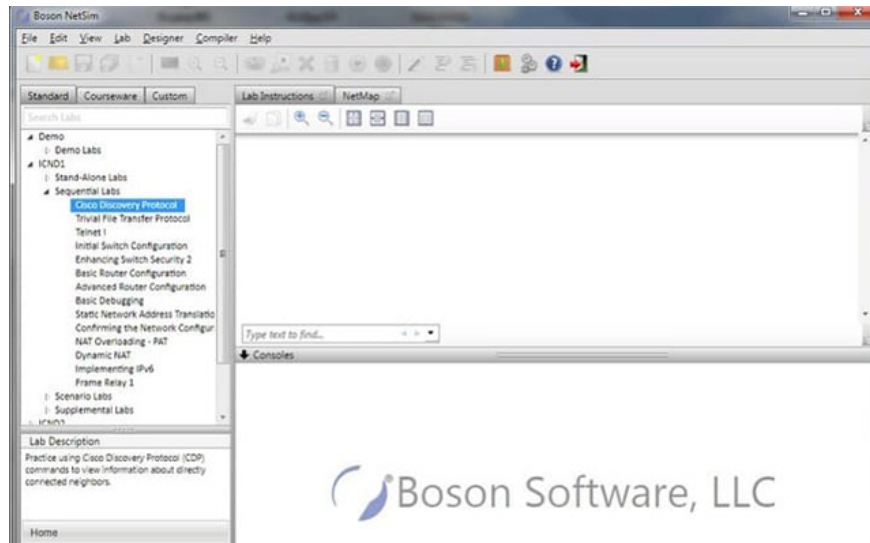 Boson NetSim
File Edit View Lab Designer Compiler Help
Standard Courseware Custom
Search Labs
Lab Instructions NetMap
Demo
Demo Labs
ICND1
Stand-Alone Labs
Sequential Labs
Cisco Discovery Protocol
Trivial File Transfer Protocol
Telnet I
Initial Switch Configuration
Enhancing Switch Security 2
Basic Router Configuration
Advanced Router Configuration
Basic Debugging
Static Network Address Translatio
Confirming the Network Configur
NAT Overloading - PAT
Dynamic NAT
Implementing IPv6
Frame Relay 1
Scenario Labs
Supplemental Labs
ICND2
Type text to find...
Consoles
Lab Description
Practice using Cisco Discovery Protocol (CDP)
commands to view information about directly
connected neighbors.
Home
Boson Software, LLC